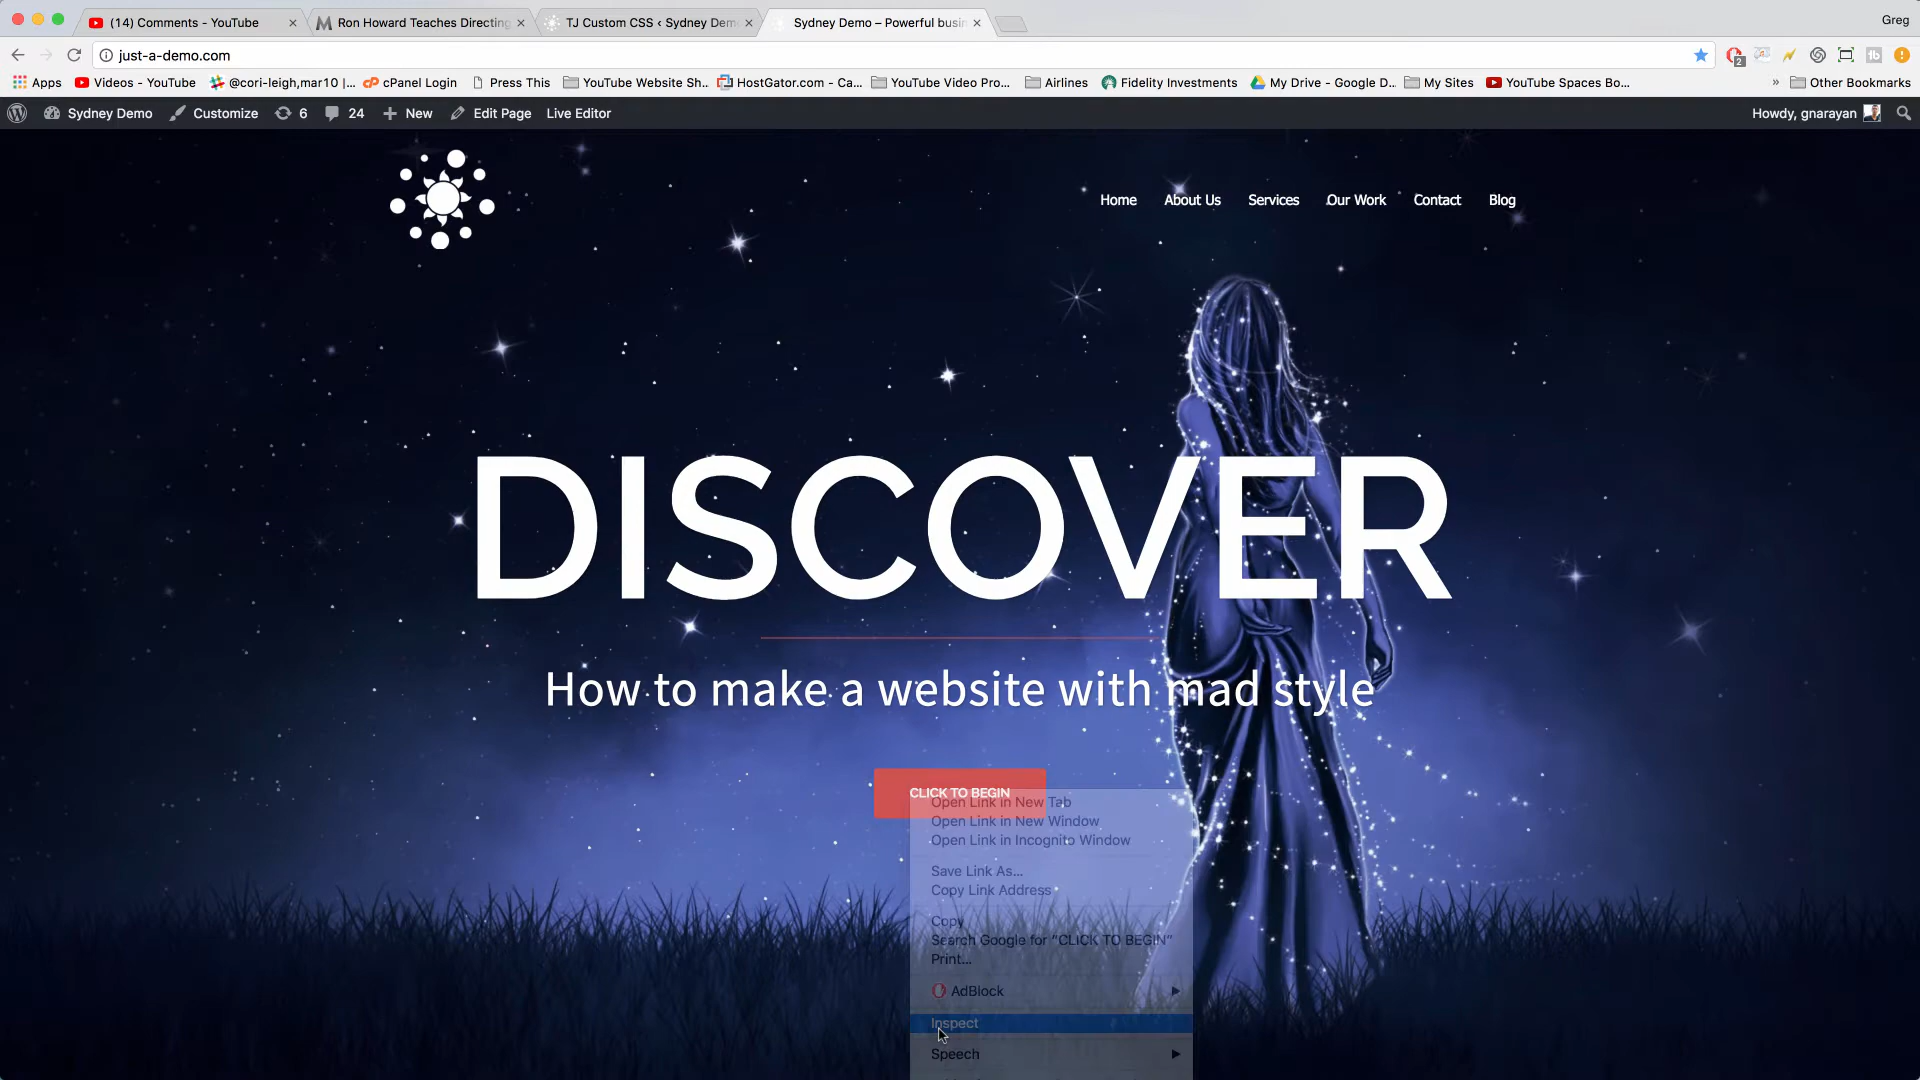 Greg
(14) Comments - YouTube
Ron Howard Teaches Directing
TJ Custom CSS ‹ Sydney Dem
Sydney Demo – Powerful busin
just-a-demo.com
2
Apps
Videos - YouTube
@cori-leigh,mar10 |...
cPanel Login
Press This
YouTube Website Sh...
HostGator.com - Ca...
YouTube Video Pro...
Airlines
Fidelity Investments
My Drive - Google D...
My Sites
YouTube Spaces Bo...
»
Other Bookmarks
Sydney Demo
Customize
6
24
New
Edit Page
Live Editor
Howdy, gnarayan
Home
About Us
Services
Our Work
Contact
Blog
DISCOVER
How to make a website with mad style
CLICK TO BEGIN
Open Link in New Tab
Open Link in New Window
Open Link in Incognito Window
Save Link As...
Copy Link Address
Copy
Search Google for “CLICK TO BEGIN”
Print...
AdBlock
Inspect
Speech